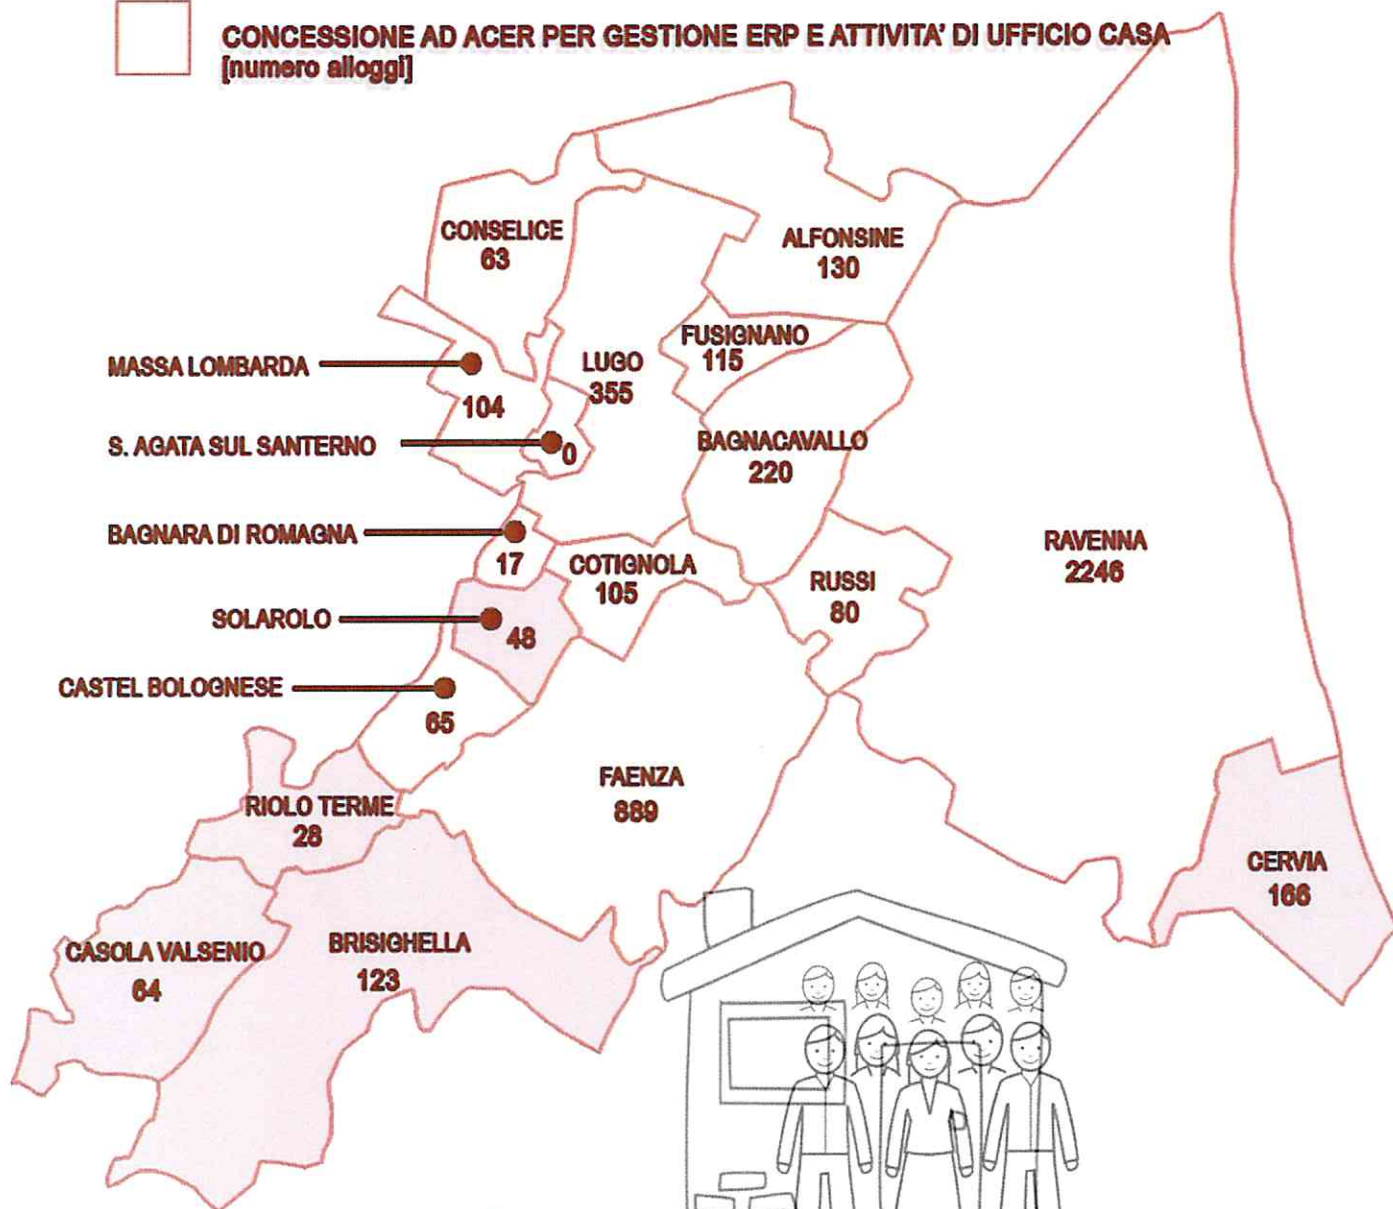 CONCESSIONE AD ACER PER GESTIONE ERP E ATTIVITA' DI UFFICIO CASA
[numero alloggi]
CONSELICE
63
ALFONSINE
130
FUSIGNANO
115
MASSA LOMBARDA
104
LUGO
355
S. AGATA SUL SANTERNO
0
BAGNACAVALLO
220
BAGNARA DI ROMAGNA
17
COTIGNOLA
105
RUSSI
80
RAVENNA
2246
SOLAROLO
48
CASTEL BOLOGNESE
65
FAENZA
889
RIOLO TERME
28
CERVIA
166
CASOLA VALSENIO
64
BRISIGHELLA
123